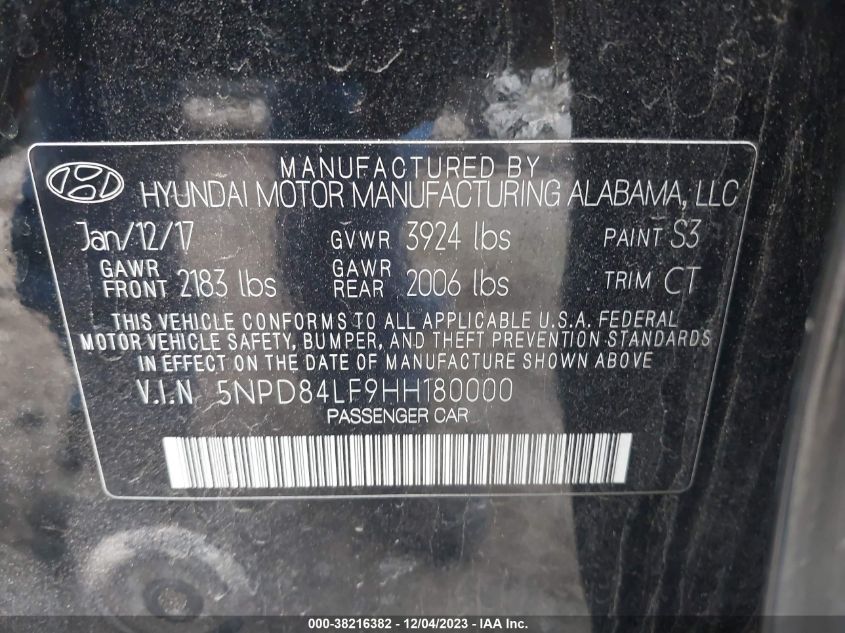 MANUFACTURED BY
HYUNDAI MOTOR MANUFACTURING ALABAMA, LLC
Jan/12/17 GVWR 3924 lbs PAINT S3
GAWR FRONT 2183 lbs GAWR REAR 2006 lbs TRIM CT
THIS VEHICLE CONFORMS TO ALL APPLICABLE U.S.A. FEDERAL
MOTOR VEHICLE SAFETY, BUMPER, AND THEFT PREVENTION STANDARDS
IN EFFECT ON THE DATE OF MANUFACTURE SHOWN ABOVE
V.I.N 5NPD84LF9HH180000
PASSENGER CAR
000-38216382 - 12/04/2023 - IAA Inc.